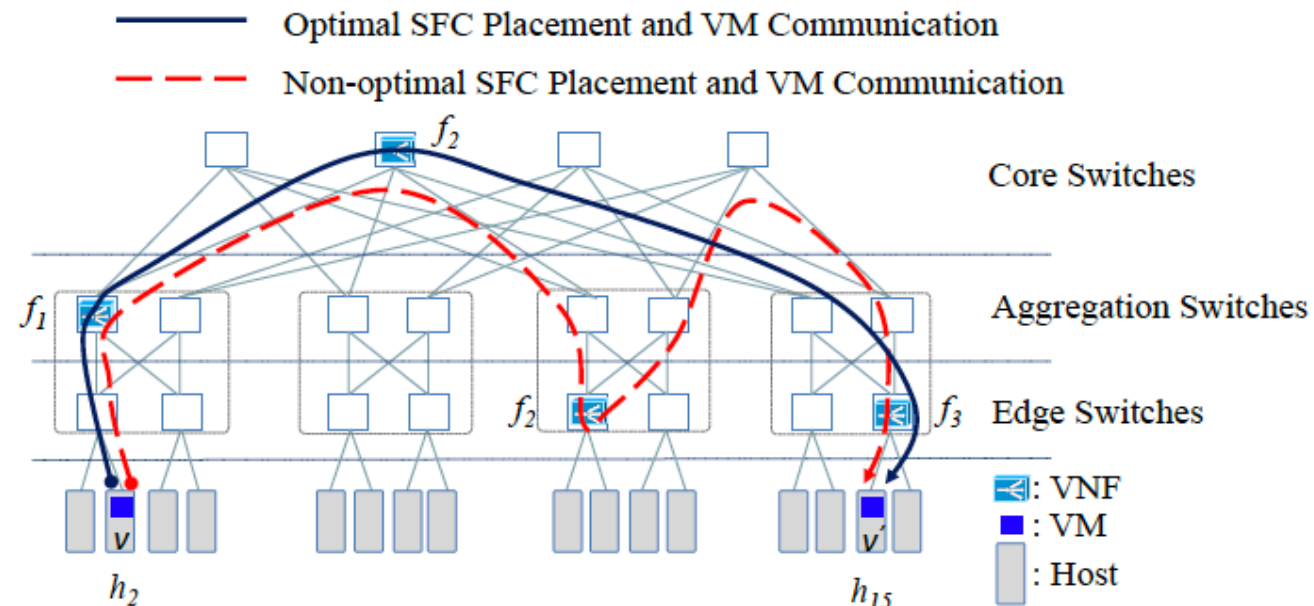 Optimal SFC Placement and VM Communication
Non-optimal SFC Placement and VM Communication
f2
Core Switches
f1
Aggregation Switches
f2
f3
Edge Switches
: VNF
: VM
: Host
v
v′
h2
h15